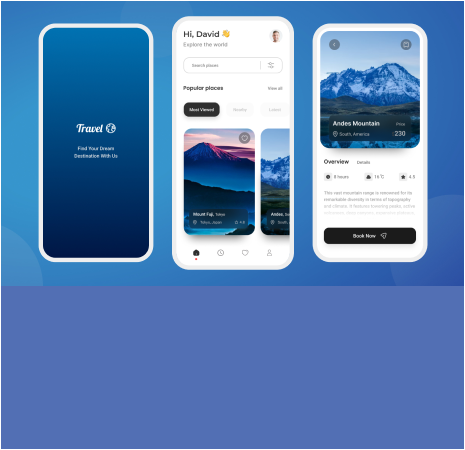 Travel
Find Your Dream
Destination With Us
Hi, David 👋
Explore the world
Search places
Popular places
View all
Most Viewed
Nearby
Latest
Mount Fuji, Tokyo
Tokyo, Japan
4.8
Andes,
South,
Andes Mountain
Price
South, America
230
Overview
Details
8 hours
16 °C
4.5
This vast mountain range is renowned for its
remarkable diversity in terms of topography
and climate. It features towering peaks, active
Book Now